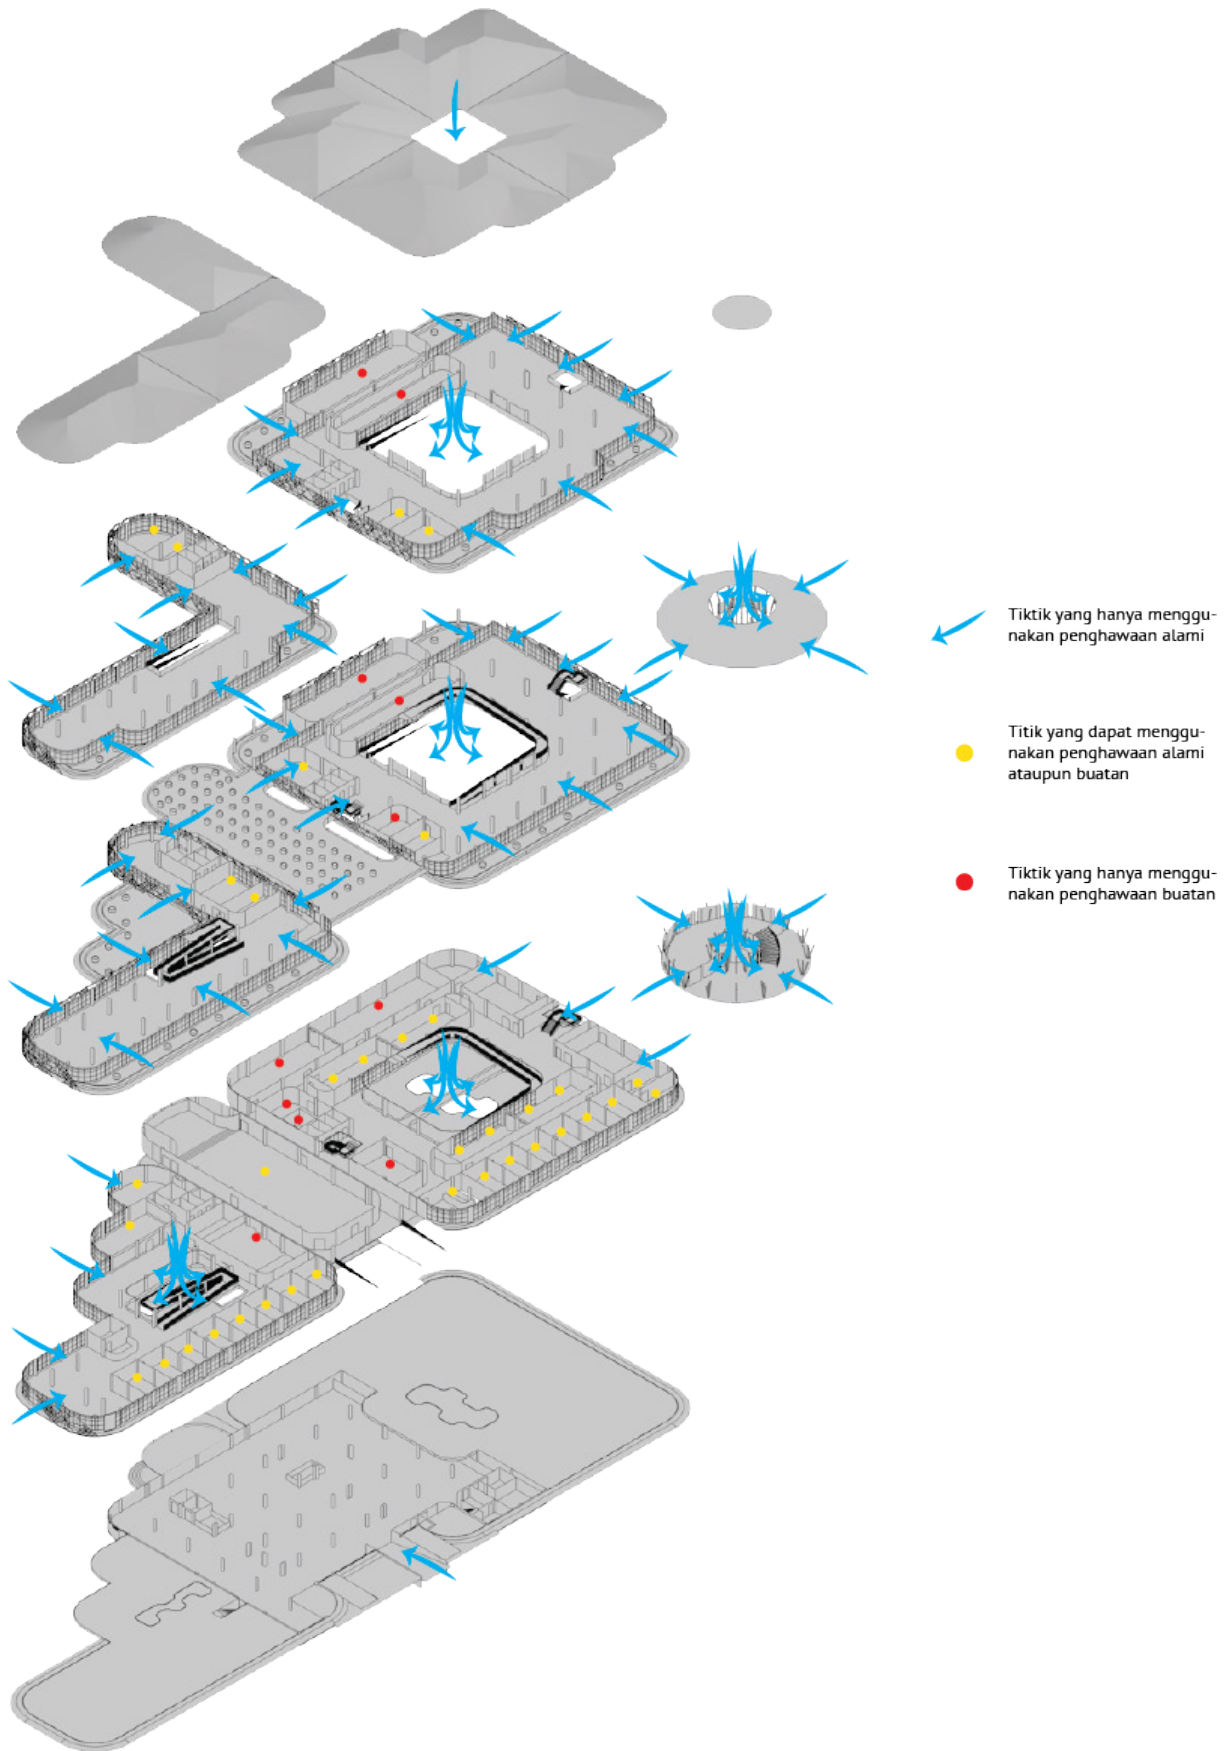 Tiktik yang hanya menggu-
nakan penghawaan alami
Titik yang dapat menggu-
nakan penghawaan alami
ataupun buatan
Tiktik yang hanya menggu-
nakan penghawaan buatan